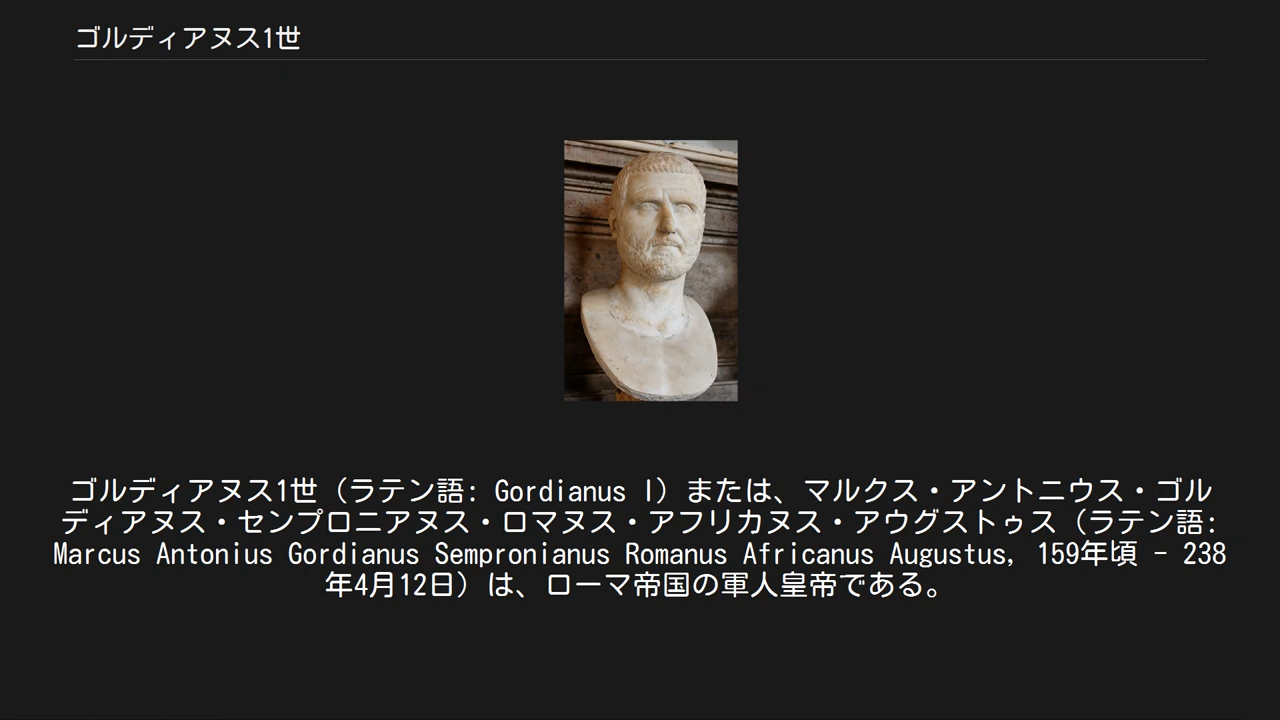 ゴルディアヌス1世
ゴルディアヌス1世（ラテン語: Gordianus I）または、マルクス・アントニウス・ゴル
ディアヌス・センプロニアヌス・ロマヌス・アフリカヌス・アウグストゥス（ラテン語:
Marcus Antonius Gordianus Sempronianus Romanus Africanus Augustus, 159年頃 - 238
年4月12日）は、ローマ帝国の軍人皇帝である。